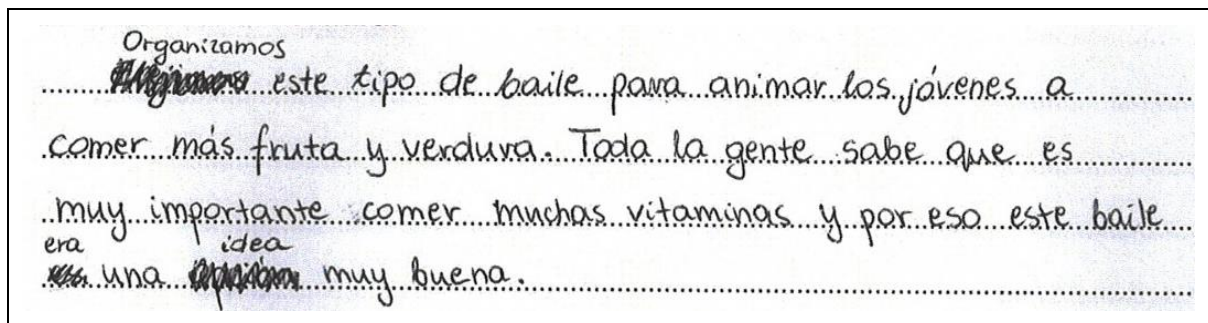 Organizamos
este tipo de baile para animar los jóvenes a
comer más fruta y verdura. Toda la gente sabe que es
muy importante comer muchas vitaminas y por eso este baile
era idea
una muy buena.